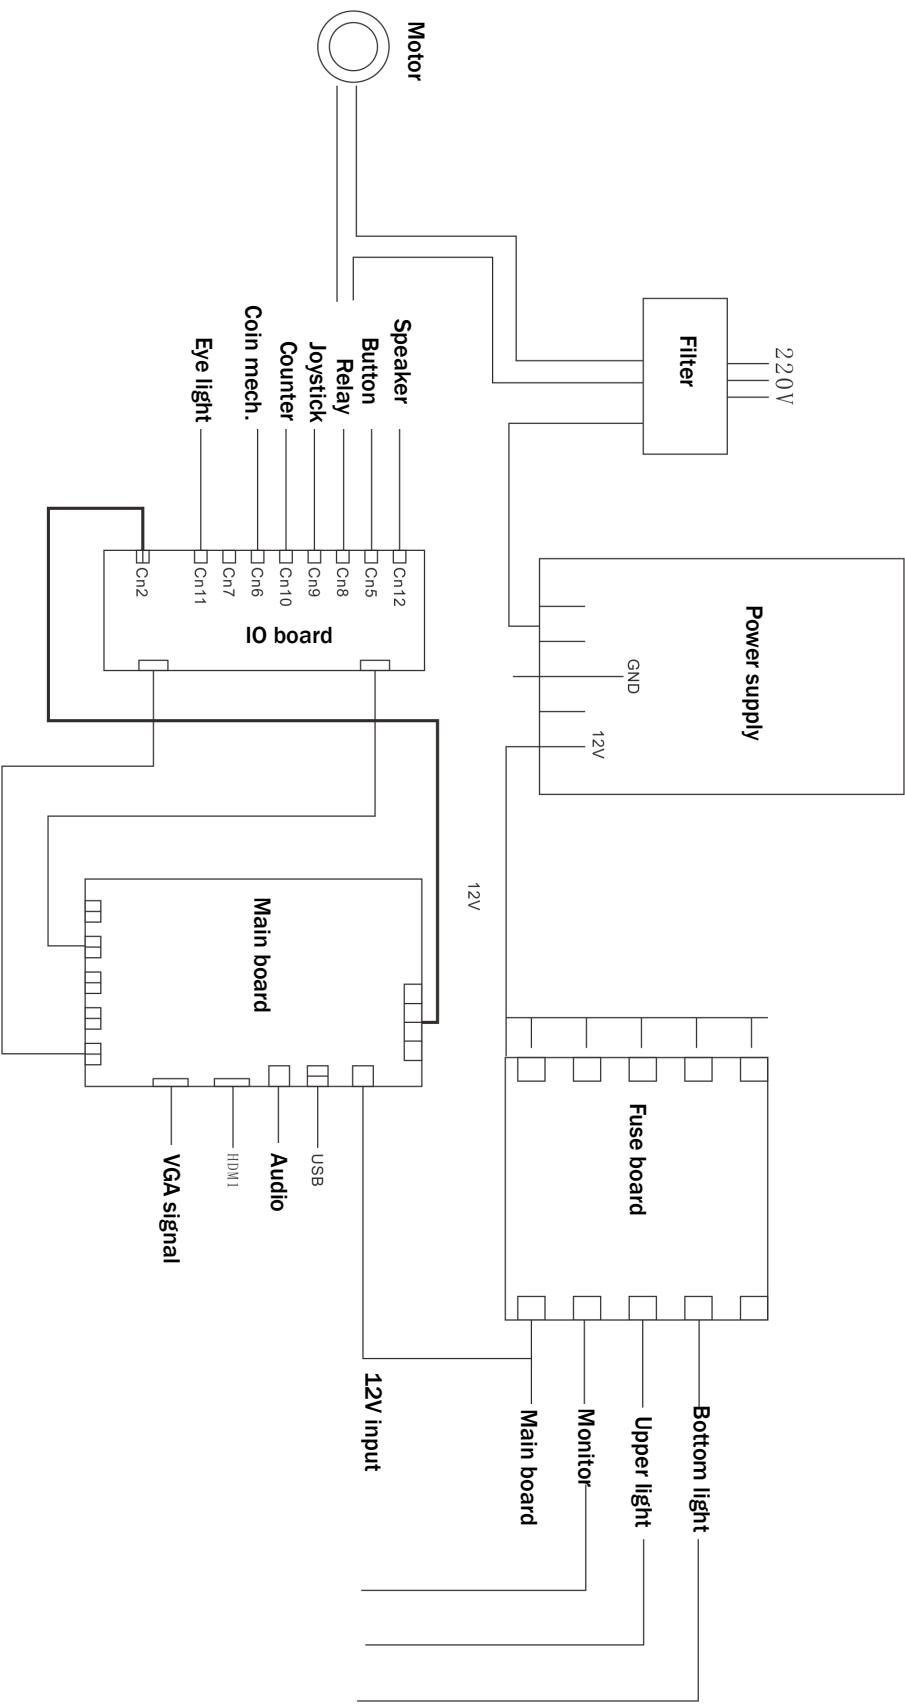 Motor
220V
Filter
Power supply
GND
12V
Speaker
Button
Relay
Joystick
Counter
Coin mech.
Eye light
Cn12
Cn5
Cn8
Cn9
Cn10
Cn6
Cn7
Cn11
Cn2
IO board
12V
Main board
Fuse board
USB
Audio
HDMI
VGA signal
12V input
Bottom light
Upper light
Monitor
Main board